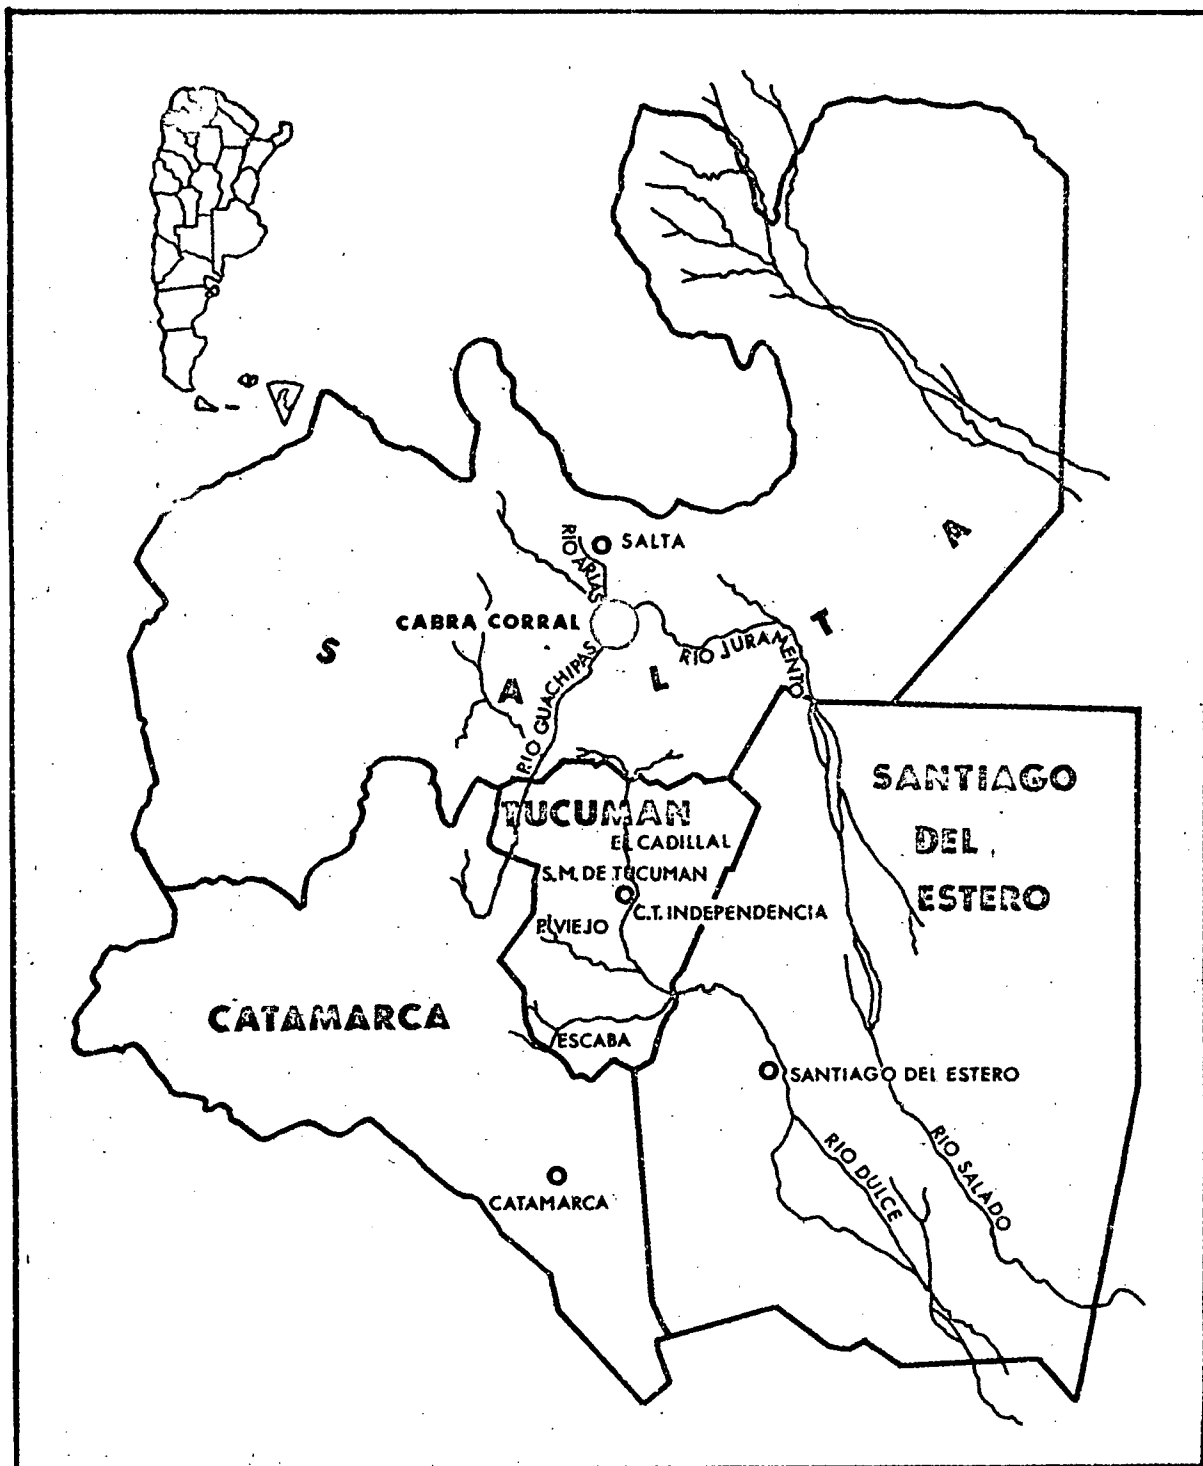 SALTA
RIO ARIAS
CABRA CORRAL
RIO JURAMENTO
RIO GUACHIPAS
S A L T A
SANTIAGO
DEL
ESTERO
TUCUMAN
EL CADILLAL
S.M. DE TUCUMAN
C.T. INDEPENDENCIA
P. VIEJO
CATAMARCA
ESCABA
SANTIAGO DEL ESTERO
RIO DULCE
RIO SALADO
CATAMARCA